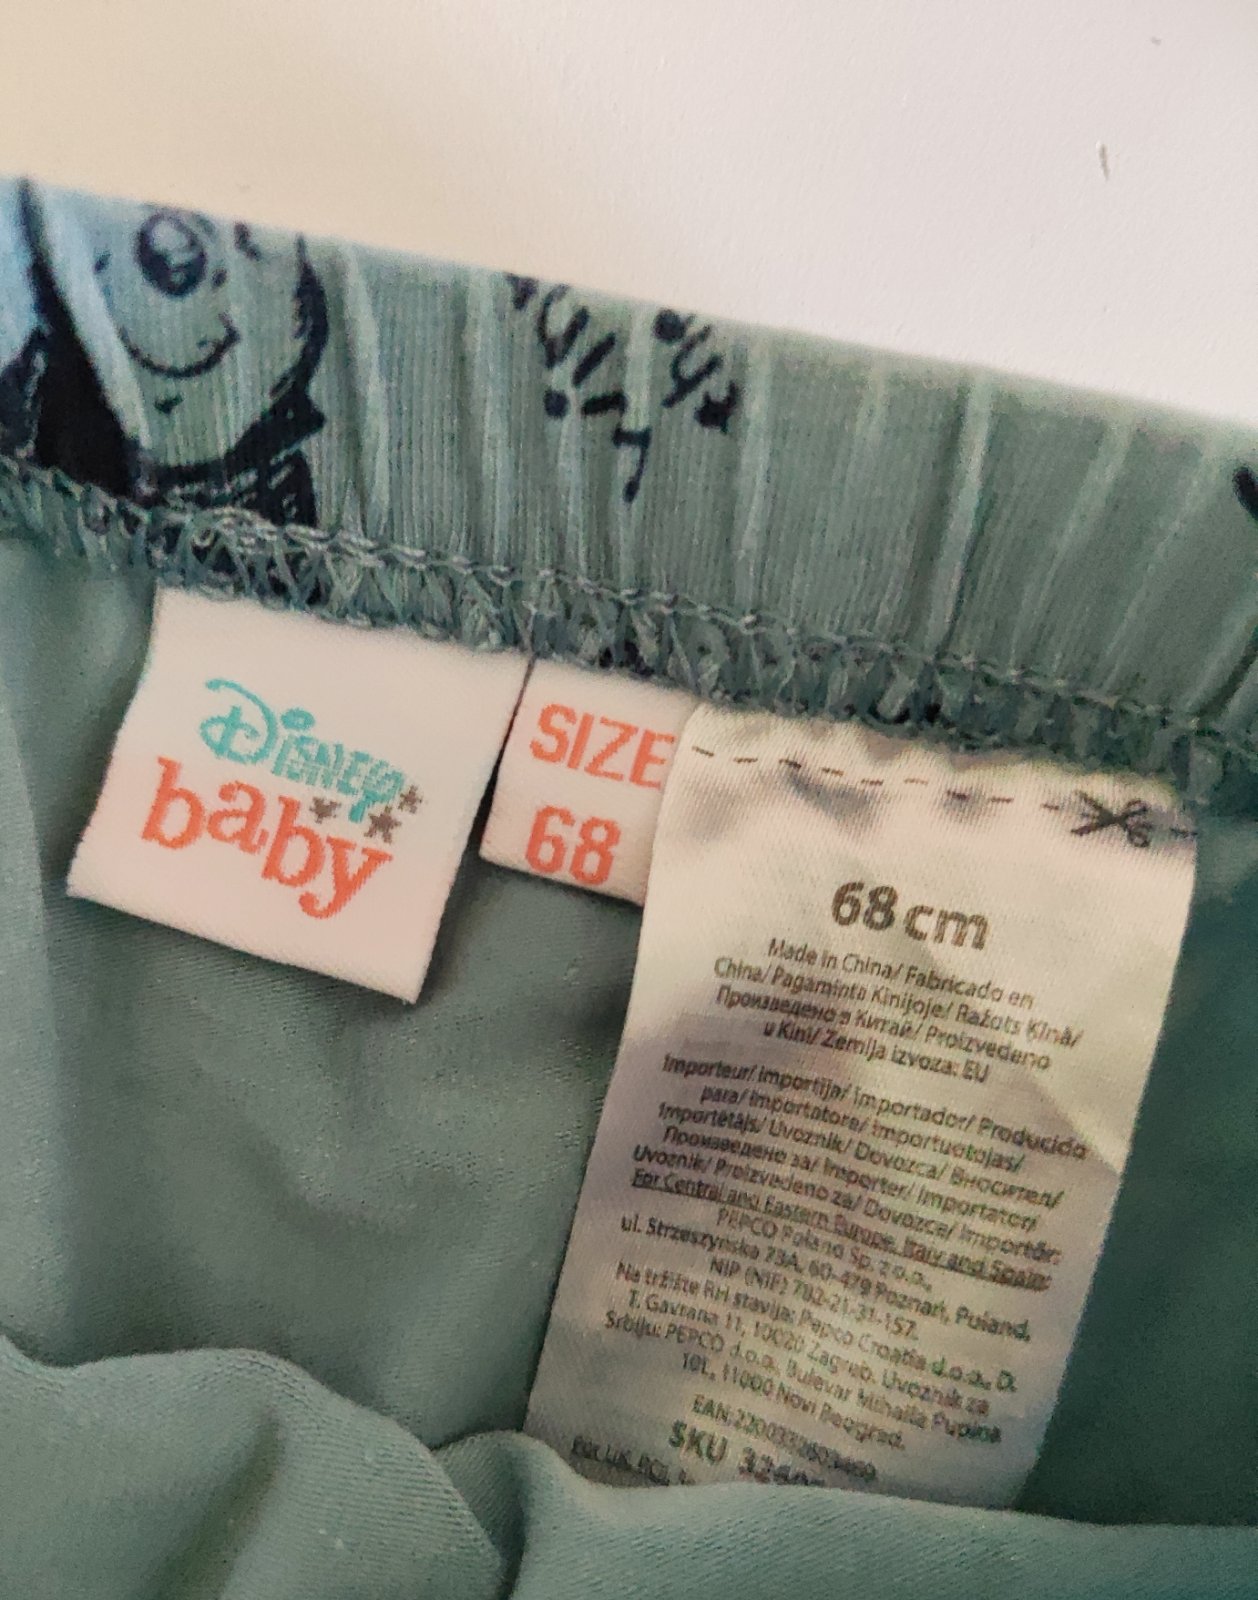 Disney
baby
SIZE
68
68 cm
Made in China/ Fabricado en
China/ Pagaminta Kinijoje/ Ražots Ķīnā/
Произведено в Китай/ Proizvedeno
u Kini/ Zemlja izvoza: EU
Importeur/ Importija/ Importador/ Producido
para/ Importatore/ Importuotojas/
Importētājs/ Uvoznik/ Dovozca/ Вносител/
Произведено за/ Importer/ Importator/
Uvoznik/ Proizvedeno za/ Dovozce/ Importőr:
For Central and Eastern Europe, Italy and Spain:
PEPCO Poland Sp. z o.o.,
ul. Strzeszyńska 73A, 60-479 Poznań, Poland,
NIP (NIF) 782-21-31-157.
Na tržište RH stavlja: Pepco Croatia d.o.o., D.
T. Gavrana 11, 10020 Zagreb. Uvoznik za
Srbiju: PEPCO d.o.o., Bulevar Mihaila Pupina
10L, 11000 Novi Beograd.
EAN:
SKU